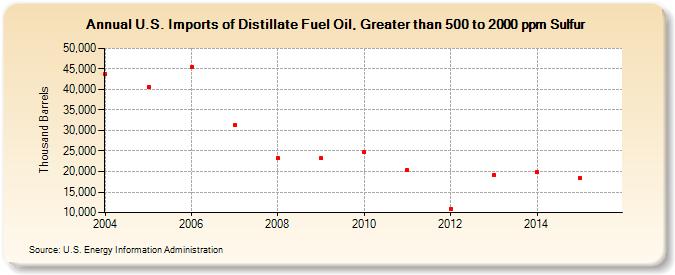 Annual U.S. Imports of Distillate Fuel Oil, Greater than 500 to 2000 ppm Sulfur
Thousand Barrels
50,000
45,000
40,000
35,000
30,000
25,000
20,000
15,000
10,000
2004 2006 2008 2010 2012 2014
Source: U.S. Energy Information Administration